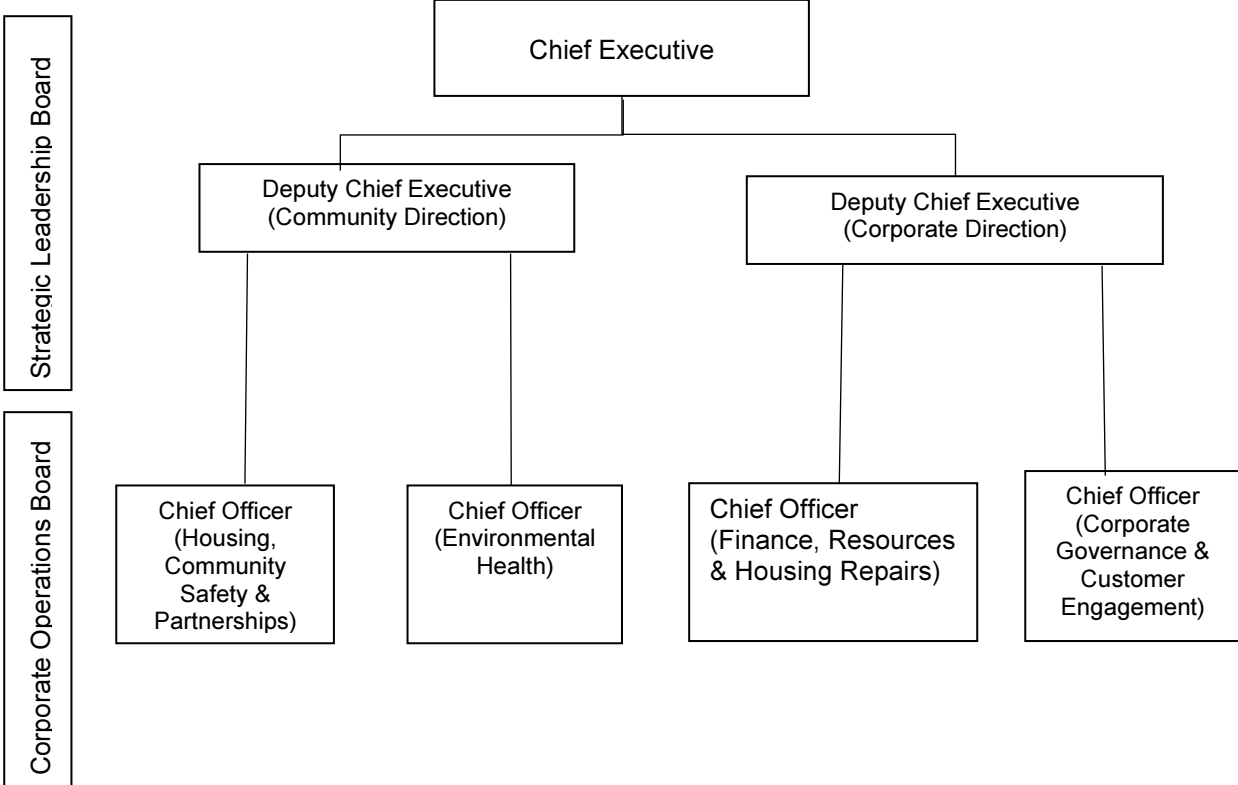 Strategic Leadership Board
Chief Executive
Deputy Chief Executive
(Community Direction)
Deputy Chief Executive
(Corporate Direction)
Corporate Operations Board
Chief Officer
(Housing,
Community
Safety &
Partnerships)
Chief Officer
(Environmental
Health)
Chief Officer
(Finance, Resources
& Housing Repairs)
Chief Officer
(Corporate
Governance &
Customer
Engagement)